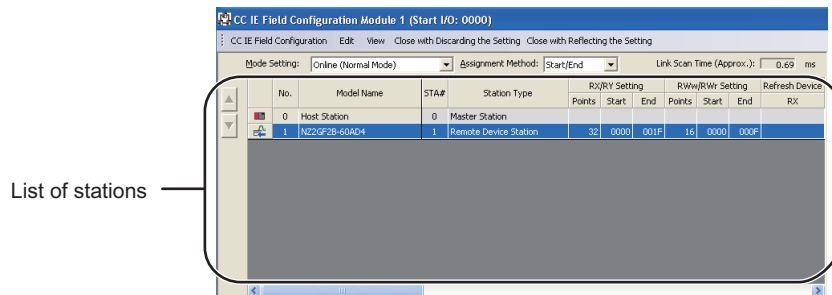 CC IE Field Configuration Module 1 (Start I/O: 0000)
CC IE Field Configuration Edit View Close with Discarding the Setting Close with Reflecting the Setting
Mode Setting: Online (Normal Mode) Assignment Method: Start/End Link Scan Time (Approx.): 0.69 ms
No. Model Name STA# Station Type RX/RY Setting RWw/RWr Setting Refresh Device
Points Start End Points Start End RX
0 Host Station 0 Master Station
1 NZ2GF2B-60AD4 1 Remote Device Station 32 0000 001F 16 0000 000F
List of stations